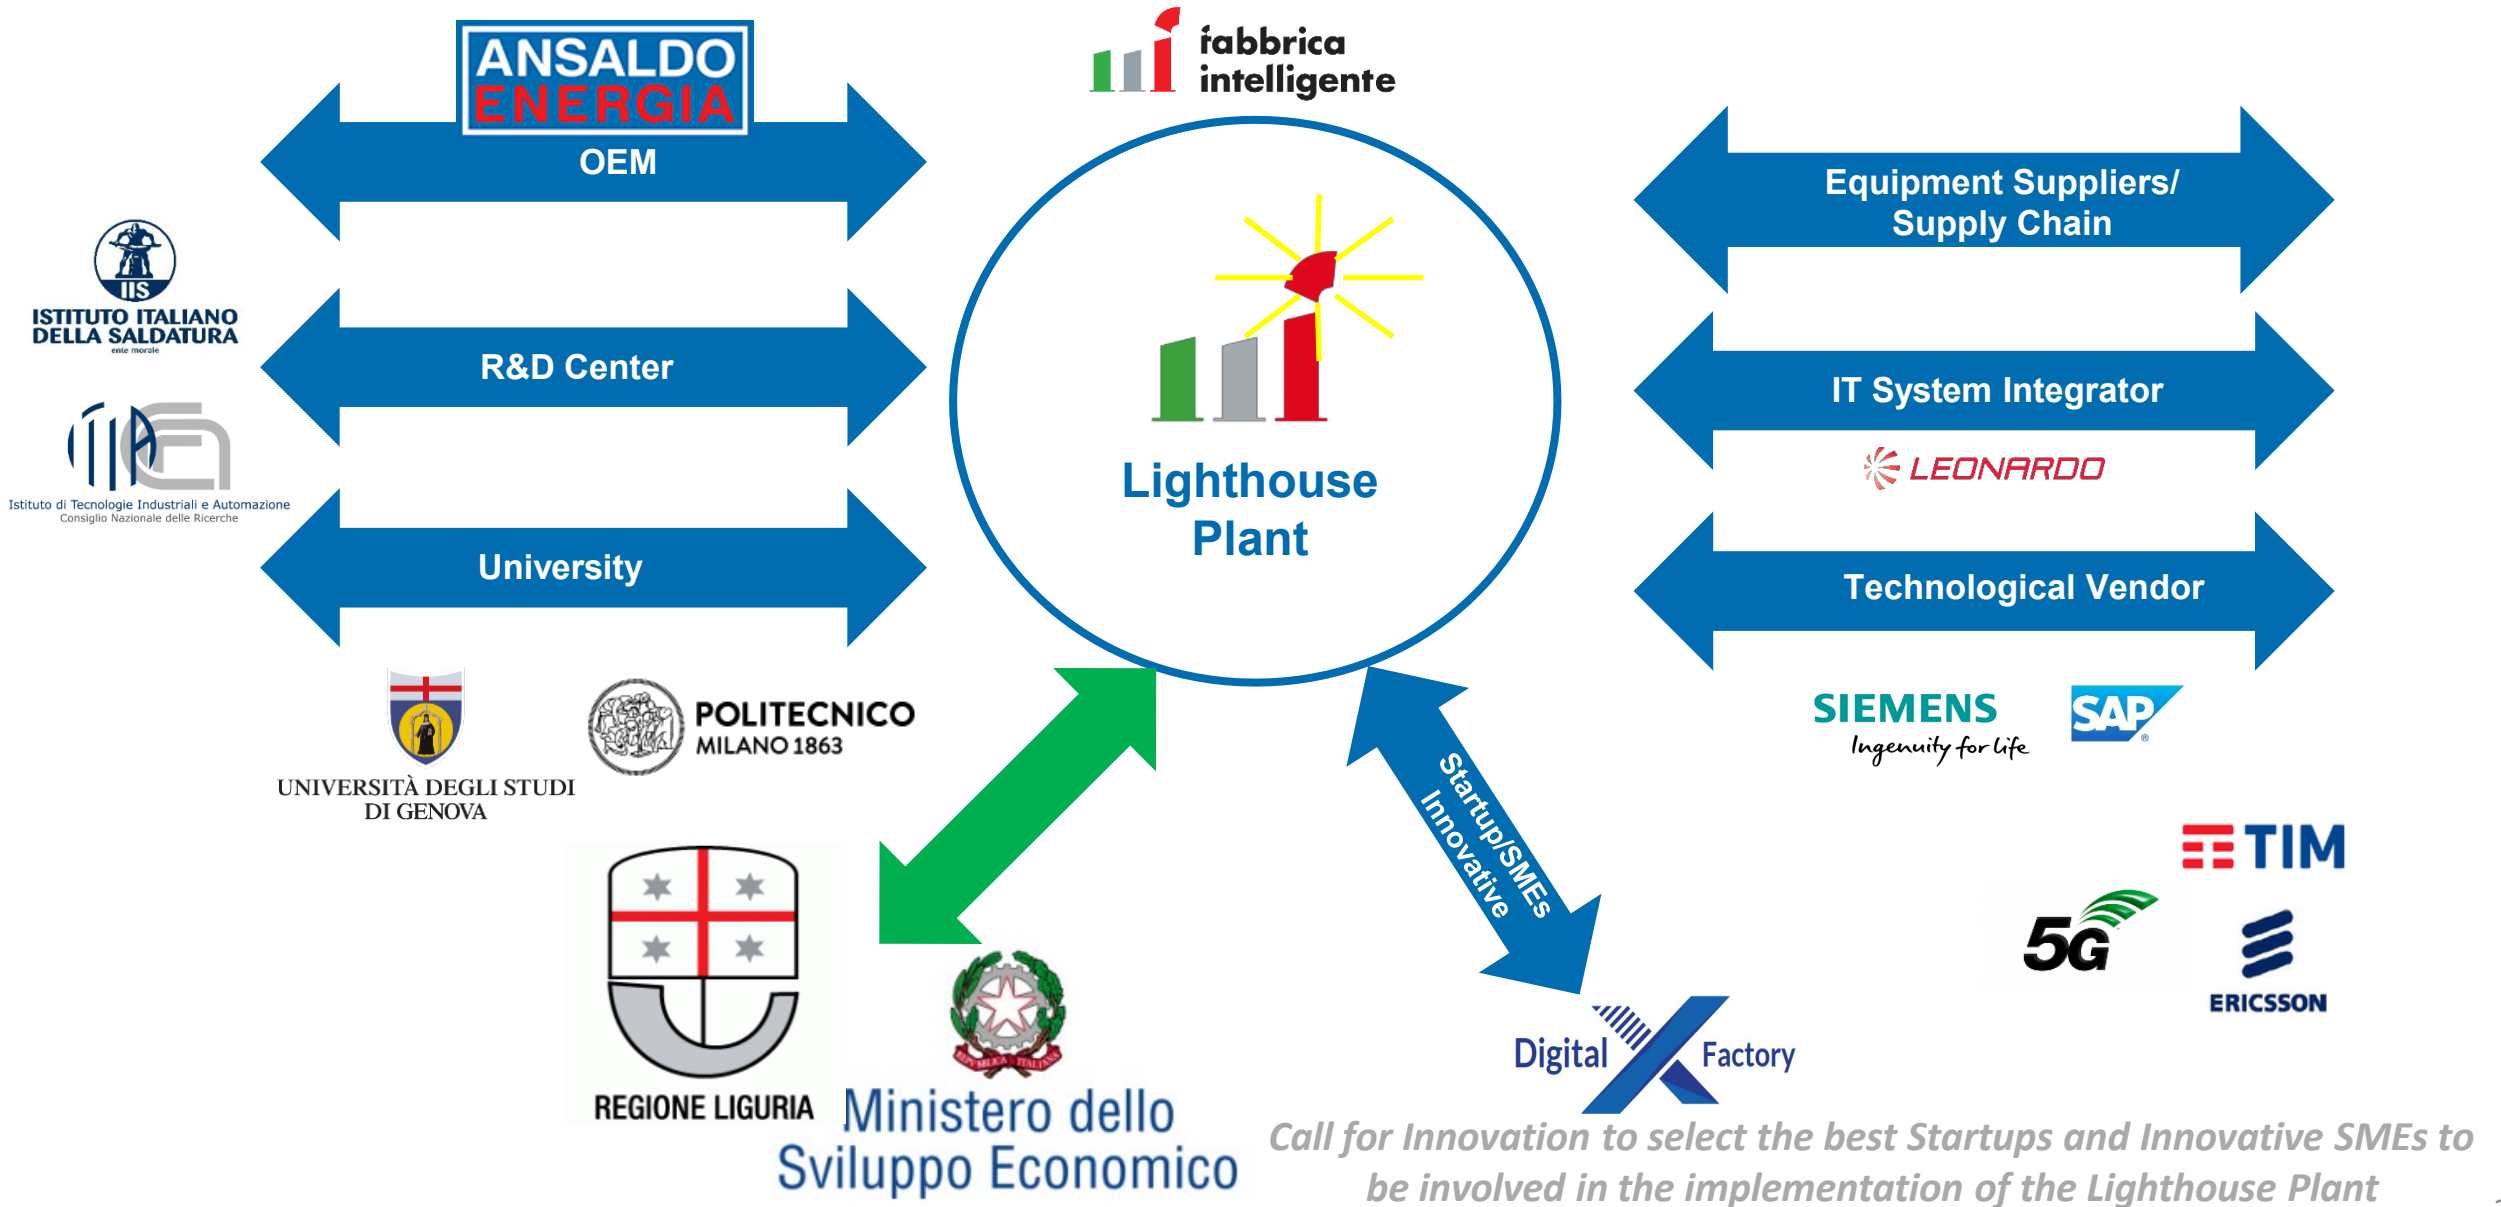 ANSALDO
ENERGIA
OEM
fabbrica
intelligente
Equipment Suppliers/
Supply Chain
IIS
ISTITUTO ITALIANO
DELLA SALDATURA
ente morale
R&D Center
IT System Integrator
LEONARDO
ITIA
Istituto di Tecnologie Industriali e Automazione
Consiglio Nazionale delle Ricerche
Lighthouse
Plant
University
Technological Vendor
UNIVERSITÀ DEGLI STUDI
DI GENOVA
POLITECNICO
MILANO 1863
SIEMENS
Ingenuity for life
SAP
®
Startup/SMEs
Innovative
TIM
5G
ERICSSON
REGIONE LIGURIA
REPVBBLICA ITALIANA
Ministero dello
Sviluppo Economico
Digital X Factory
Call for Innovation to select the best Startups and Innovative SMEs to
be involved in the implementation of the Lighthouse Plant